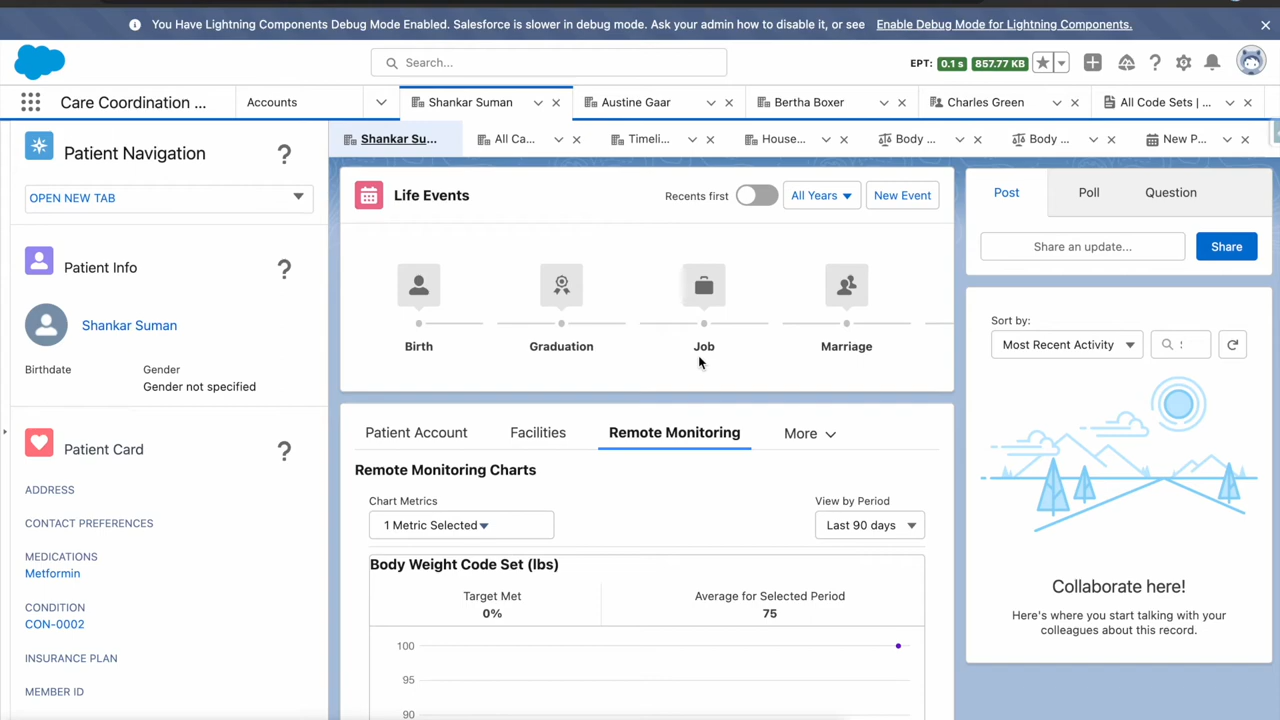 You Have Lightning Components Debug Mode Enabled. Salesforce is slower in debug mode. Ask your admin how to disable it, or see Enable Debug Mode for Lightning Components.
Search...
EPT: 0.1 s 857.77 KB
Care Coordination ...
Accounts
Shankar Suman
Austine Gaar
Bertha Boxer
Charles Green
All Code Sets | ...
Shankar Su...
All Ca...
Timeli...
House...
Body ...
Body ...
New P...
Patient Navigation
OPEN NEW TAB
Patient Info
Shankar Suman
Birthdate
Gender
Gender not specified
Patient Card
ADDRESS
CONTACT PREFERENCES
MEDICATIONS
Metformin
CONDITION
CON-0002
INSURANCE PLAN
MEMBER ID
Life Events
Recents first
All Years
New Event
Birth
Graduation
Job
Marriage
Patient Account
Facilities
Remote Monitoring
More
Remote Monitoring Charts
Chart Metrics
1 Metric Selected
View by Period
Last 90 days
Body Weight Code Set (lbs)
Target Met
0%
Average for Selected Period
75
100
95
90
Post
Poll
Question
Share an update...
Share
Sort by:
Most Recent Activity
Collaborate here!
Here's where you start talking with your
colleagues about this record.